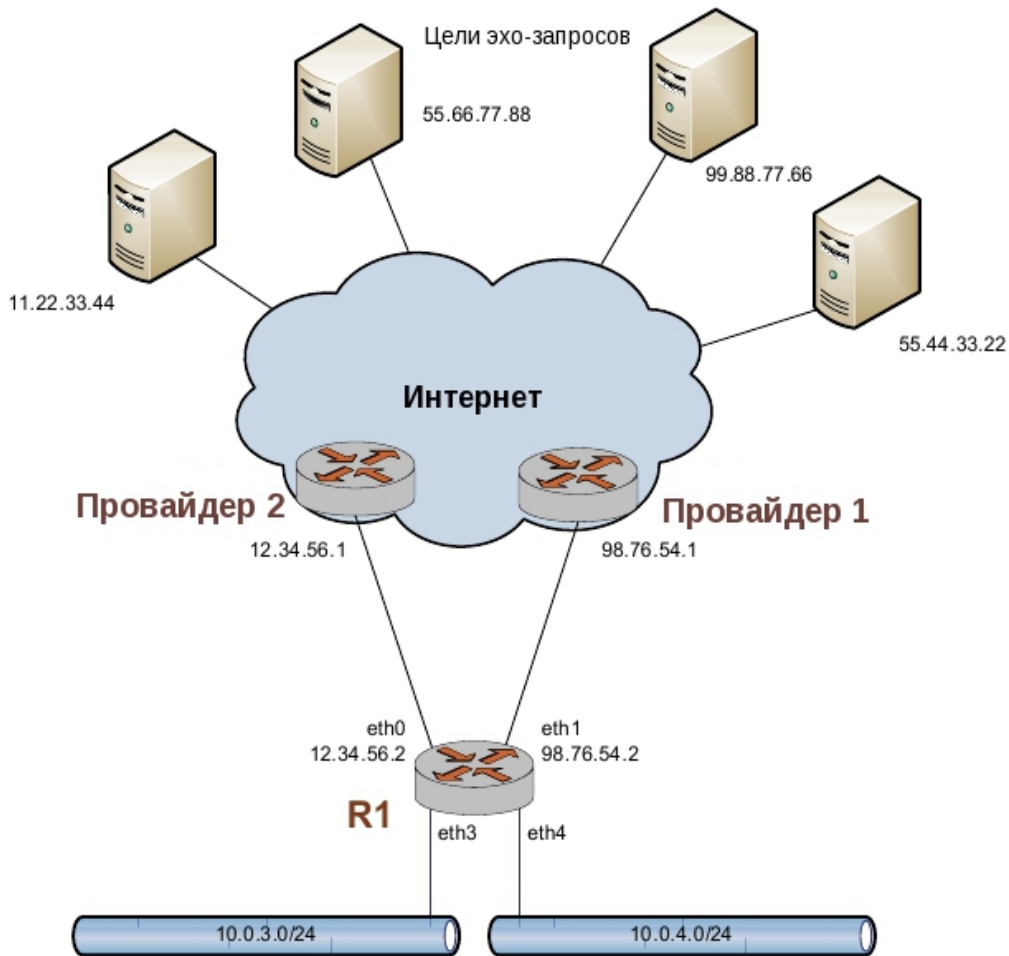 Цели эхо-запросов
55.66.77.88
99.88.77.66
11.22.33.44
55.44.33.22
Интернет
Провайдер 2
Провайдер 1
12.34.56.1
98.76.54.1
eth0
12.34.56.2
eth1
98.76.54.2
R1
eth3
eth4
10.0.3.0/24
10.0.4.0/24